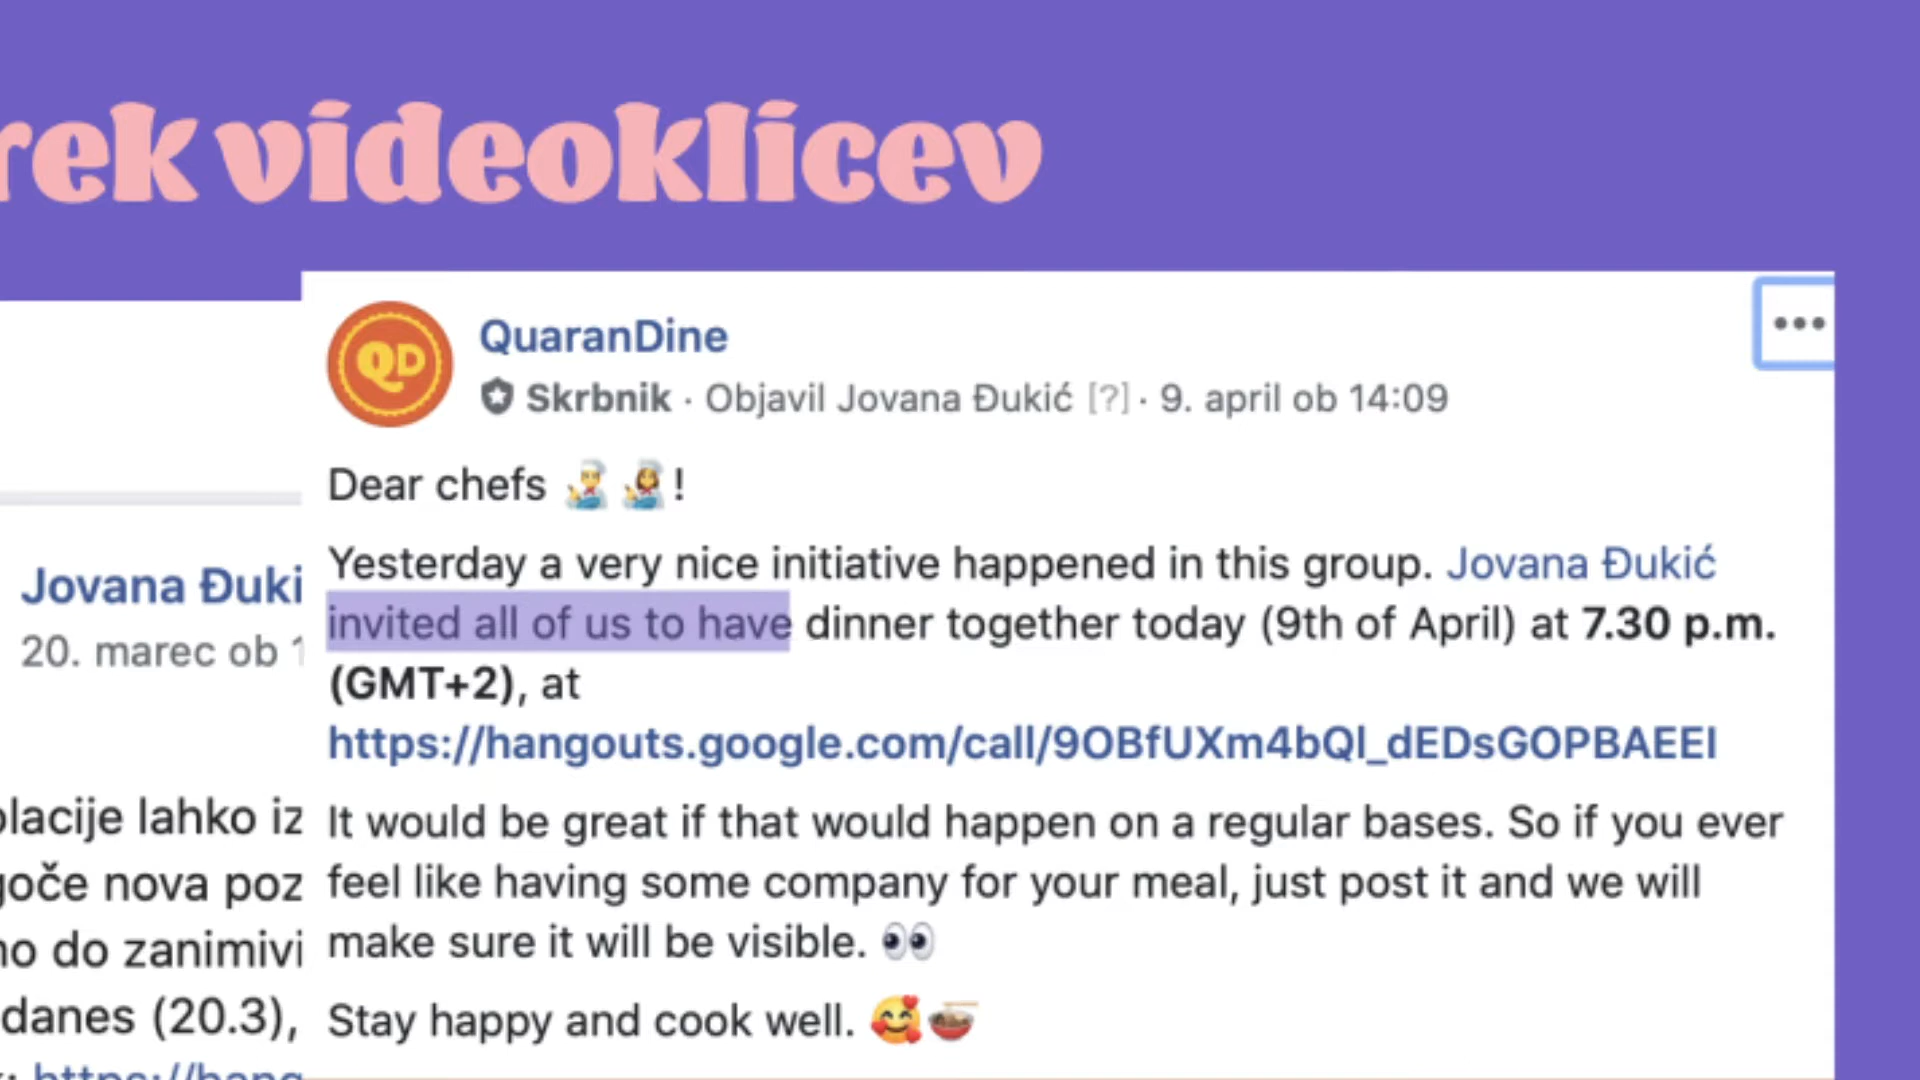 rek videoklicev
QD
QuaranDine
Skrbnik · Objavil Jovana Đukić [?] · 9. april ob 14:09
Dear chefs 👨‍🍳 👩‍🍳 !
Yesterday a very nice initiative happened in this group. Jovana Đukić
invited all of us to have dinner together today (9th of April) at 7.30 p.m.
(GMT+2), at
https://hangouts.google.com/call/9OBfUXm4bQl_dEDsGOPBAEEI
It would be great if that would happen on a regular bases. So if you ever
feel like having some company for your meal, just post it and we will
make sure it will be visible. 👀
Stay happy and cook well. 🥰🍜
Jovana Đuki
20. marec ob 1
olacije lahko iz
goče nova poz
no do zanimivi
danes (20.3),
https://hang